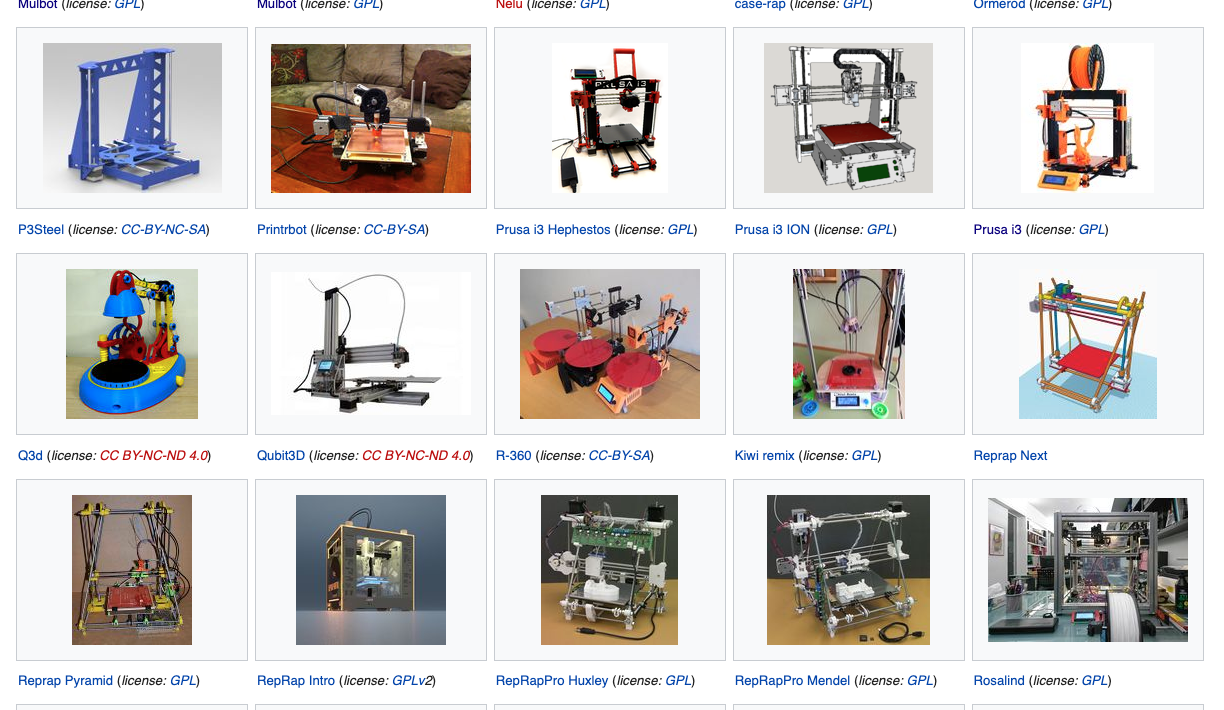 Mulbot (license: GPL)
Mulbot (license: GPL)
Nelu (license: GPL)
case-rap (license: GPL)
Ormerod (license: GPL)
PRUSA i3
P3Steel (license: CC-BY-NC-SA)
Printrbot (license: CC-BY-SA)
Prusa i3 Hephestos (license: GPL)
Prusa i3 ION (license: GPL)
Prusa i3 (license: GPL)
Q3d (license: CC BY-NC-ND 4.0)
Qubit3D (license: CC BY-NC-ND 4.0)
R-360 (license: CC-BY-SA)
Kiwi remix (license: GPL)
Reprap Next
Reprap Pyramid (license: GPL)
RepRap Intro (license: GPLv2)
RepRapPro Huxley (license: GPL)
RepRapPro Mendel (license: GPL)
Rosalind (license: GPL)